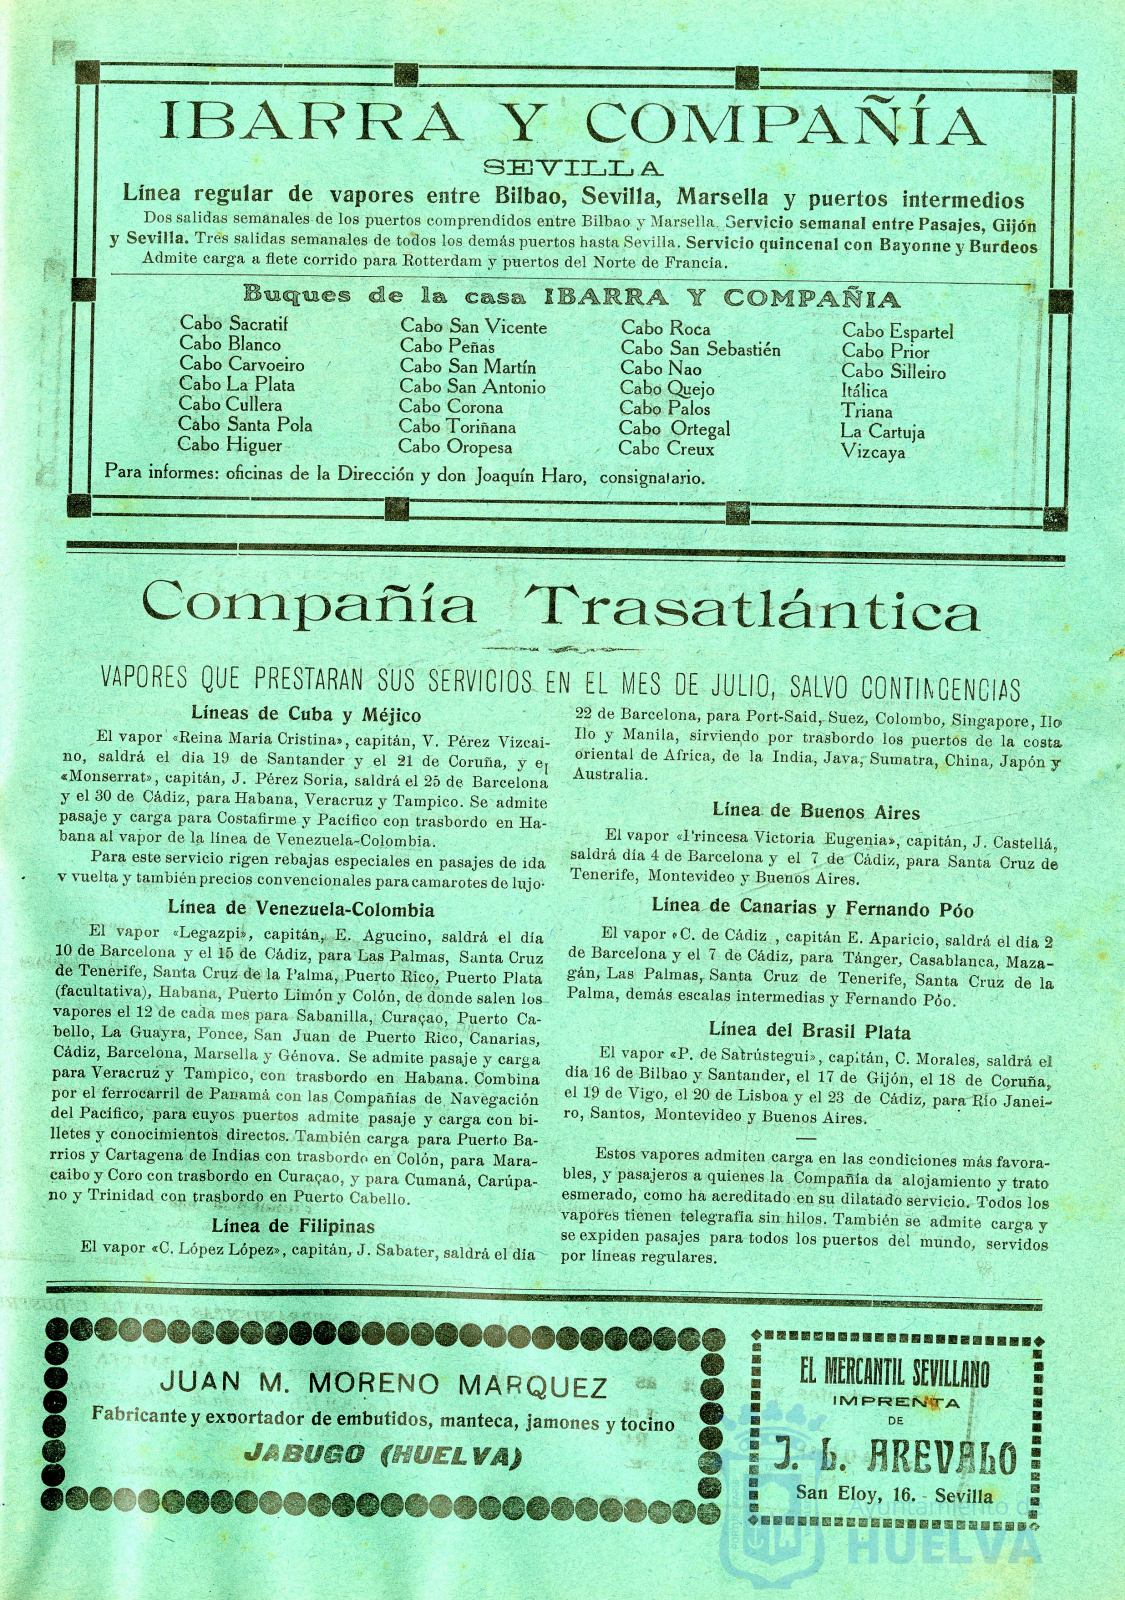 IBARRA Y COMPAÑÍA
SEVILLA
Línea regular de vapores entre Bilbao, Sevilla, Marsella y puertos intermedios
Dos salidas semanales de los puertos comprendidos entre Bilbao y Marsella. Servicio semanal entre Pasajes, Gijón
y Sevilla. Tres salidas semanales de todos los demás puertos hasta Sevilla. Servicio quincenal con Bayonne y Burdeos
Admite carga a flete corrido para Rotterdam y puertos del Norte de Francia.
Buques de la casa IBARRA Y COMPAÑIA
Cabo Sacratif
Cabo Blanco
Cabo Carvoeiro
Cabo La Plata
Cabo Cullera
Cabo Santa Pola
Cabo Higuer
Cabo San Vicente
Cabo Peñas
Cabo San Martín
Cabo San Antonio
Cabo Corona
Cabo Toriñana
Cabo Oropesa
Cabo Roca
Cabo San Sebastién
Cabo Nao
Cabo Quejo
Cabo Palos
Cabo Ortegal
Cabo Creux
Cabo Espartel
Cabo Prior
Cabo Silleiro
Itálica
Triana
La Cartuja
Vizcaya
Para informes: oficinas de la Dirección y don Joaquín Haro, consignatario.
Compañía Trasatlántica
VAPORES QUE PRESTARAN SUS SERVICIOS EN EL MES DE JULIO, SALVO CONTINGENCIAS
Líneas de Cuba y Méjico
El vapor «Reina María Cristina», capitán, V. Pérez Vizcai-
no, saldrá el día 19 de Santander y el 21 de Coruña, y el
«Monserrat», capitán, J. Pérez Soria, saldrá el 25 de Barcelona
y el 30 de Cádiz, para Habana, Veracruz y Tampico. Se admite
pasaje y carga para Costafirme y Pacífico con trasbordo en Ha-
bana al vapor de la línea de Venezuela-Colombia.
Para este servicio rigen rebajas especiales en pasajes de ida
y vuelta y también precios convencionales para camarotes de lujo.
Línea de Venezuela-Colombia
El vapor «Legazpi», capitán, E. Agucino, saldrá el día
10 de Barcelona y el 15 de Cádiz, para Las Palmas, Santa Cruz
de Tenerife, Santa Cruz de la Palma, Puerto Rico, Puerto Plata
(facultativa), Habana, Puerto Limón y Colón, de donde salen los
vapores el 12 de cada mes para Sabanilla, Curaçao, Puerto Ca-
bello, La Guayra, Ponce, San Juan de Puerto Rico, Canarias,
Cádiz, Barcelona, Marsella y Génova. Se admite pasaje y carga
para Veracruz y Tampico, con trasbordo en Habana. Combina
por el ferrocarril de Panamá con las Compañías de Navegación
del Pacífico, para cuyos puertos admite pasaje y carga con bi-
lletes y conocimientos directos. También carga para Puerto Ba-
rrios y Cartagena de Indias con trasbordo en Colón, para Mara-
caibo y Coro con trasbordo en Curaçao, y para Cumaná, Carúpa-
no y Trinidad con trasbordo en Puerto Cabello.
Línea de Filipinas
El vapor «C. López López», capitán, J. Sabater, saldrá el día
22 de Barcelona, para Port-Said, Suez, Colombo, Singapore, Ilo
Ilo y Manila, sirviendo por trasbordo los puertos de la costa
oriental de Africa, de la India, Java, Sumatra, China, Japón y
Australia.
Línea de Buenos Aires
El vapor «Princesa Victoria Eugenia», capitán, J. Castellá,
saldrá día 4 de Barcelona y el 7 de Cádiz, para Santa Cruz de
Tenerife, Montevideo y Buenos Aires.
Línea de Canarias y Fernando Póo
El vapor «C. de Cádiz , capitán E. Aparicio, saldrá el día 2
de Barcelona y el 7 de Cádiz, para Tánger, Casablanca, Maza-
gán, Las Palmas, Santa Cruz de Tenerife, Santa Cruz de la
Palma, demás escalas intermedias y Fernando Póo.
Línea del Brasil Plata
El vapor «P. de Satrústegui», capitán, C. Morales, saldrá el
día 16 de Bilbao y Santander, el 17 de Gijón, el 18 de Coruña,
el 19 de Vigo, el 20 de Lisboa y el 23 de Cádiz, para Río Janei-
ro, Santos, Montevideo y Buenos Aires.
Estos vapores admiten carga en las condiciones más favora-
bles, y pasajeros a quienes la Compañía da alojamiento y trato
esmerado, como ha acreditado en su dilatado servicio. Todos los
vapores tienen telegrafía sin hilos. También se admite carga y
se expiden pasajes para todos los puertos del mundo, servidos
por líneas regulares.
JUAN M. MORENO MARQUEZ
Fabricante y exportador de embutidos, manteca, jamones y tocino
JABUGO (HUELVA)
EL MERCANTIL SEVILLANO
IMPRENTA
DE
J. L. AREVALO
San Eloy, 16. - Sevilla
Ayuntamiento de
HUELVA